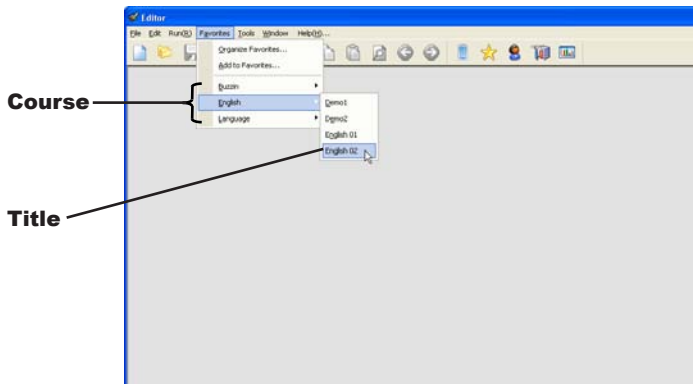 Editor
File Edit Run(R) Favorites Tools Window Help(H)...
Organize Favorites...
Add to Favorites...
Buzzin
English
Language
Demo1
Demo2
English 01
English 02
Course
Title